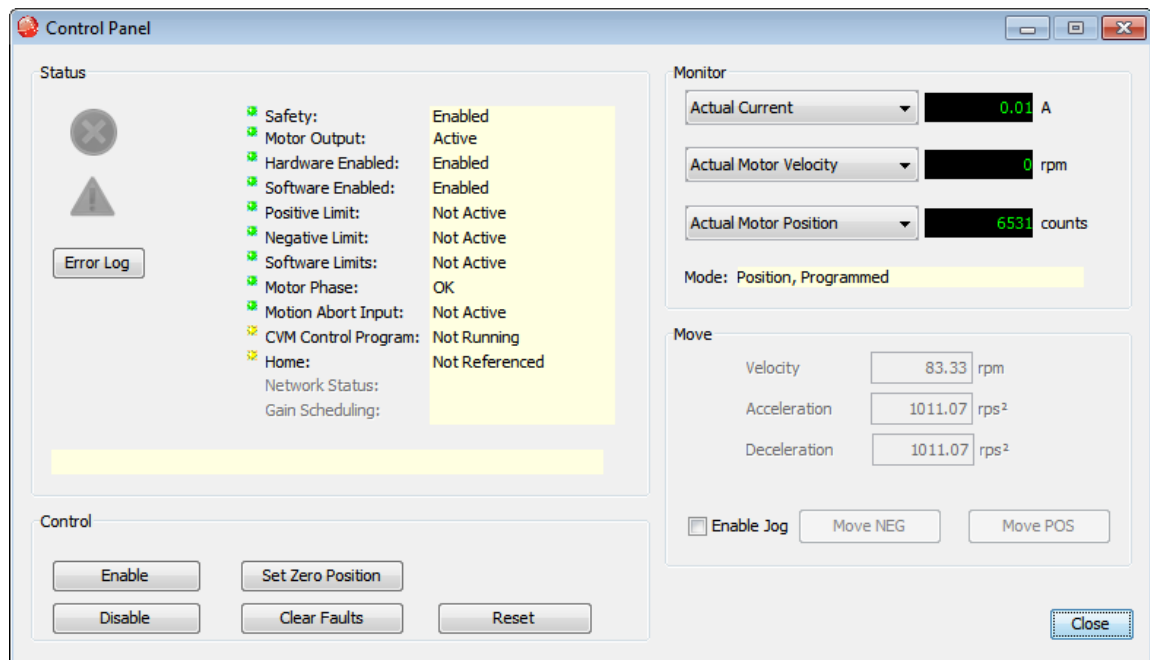 Control Panel
Status
Safety: Enabled
Motor Output: Active
Hardware Enabled: Enabled
Software Enabled: Enabled
Positive Limit: Not Active
Negative Limit: Not Active
Error Log
Software Limits: Not Active
Motor Phase: OK
Motion Abort Input: Not Active
CVM Control Program: Not Running
Home: Not Referenced
Network Status:
Gain Scheduling:
Control
Enable Set Zero Position
Disable Clear Faults Reset
Monitor
Actual Current 0.01 A
Actual Motor Velocity 0 rpm
Actual Motor Position 6531 counts
Mode: Position, Programmed
Move
Velocity 83.33 rpm
Acceleration 1011.07 rps²
Deceleration 1011.07 rps²
Enable Jog Move NEG Move POS
Close